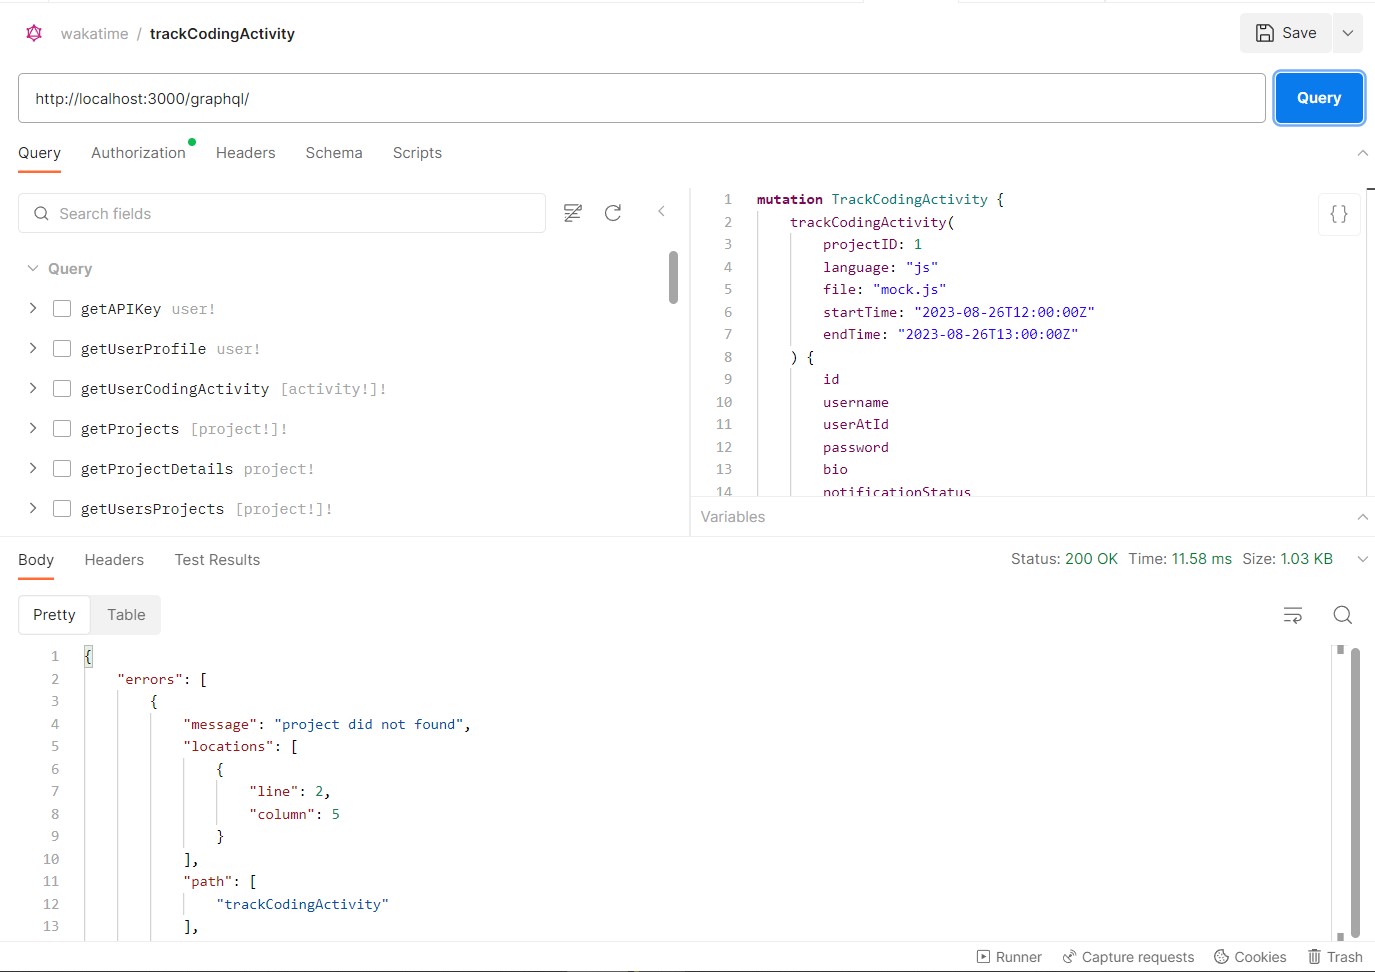 wakatime / trackCodingActivity
Save
http://localhost:3000/graphql/
Query
Query Authorization Headers Schema Scripts
Search fields
Query
getAPIKey user!
getUserProfile user!
getUserCodingActivity [activity!]!
getProjects [project!]!
getProjectDetails project!
getUsersProjects [project!]!
1 mutation TrackCodingActivity {
2 trackCodingActivity(
3 projectID: 1
4 language: "js"
5 file: "mock.js"
6 startTime: "2023-08-26T12:00:00Z"
7 endTime: "2023-08-26T13:00:00Z"
8 ) {
9 id
10 username
11 userAtId
12 password
13 bio
14 notificationStatus
{}
Variables
Body Headers Test Results
Status: 200 OK Time: 11.58 ms Size: 1.03 KB
Pretty Table
1 {
2 "errors": [
3 {
4 "message": "project did not found",
5 "locations": [
6 {
7 "line": 2,
8 "column": 5
9 }
10 ],
11 "path": [
12 "trackCodingActivity"
13 ],
Runner Capture requests Cookies Trash